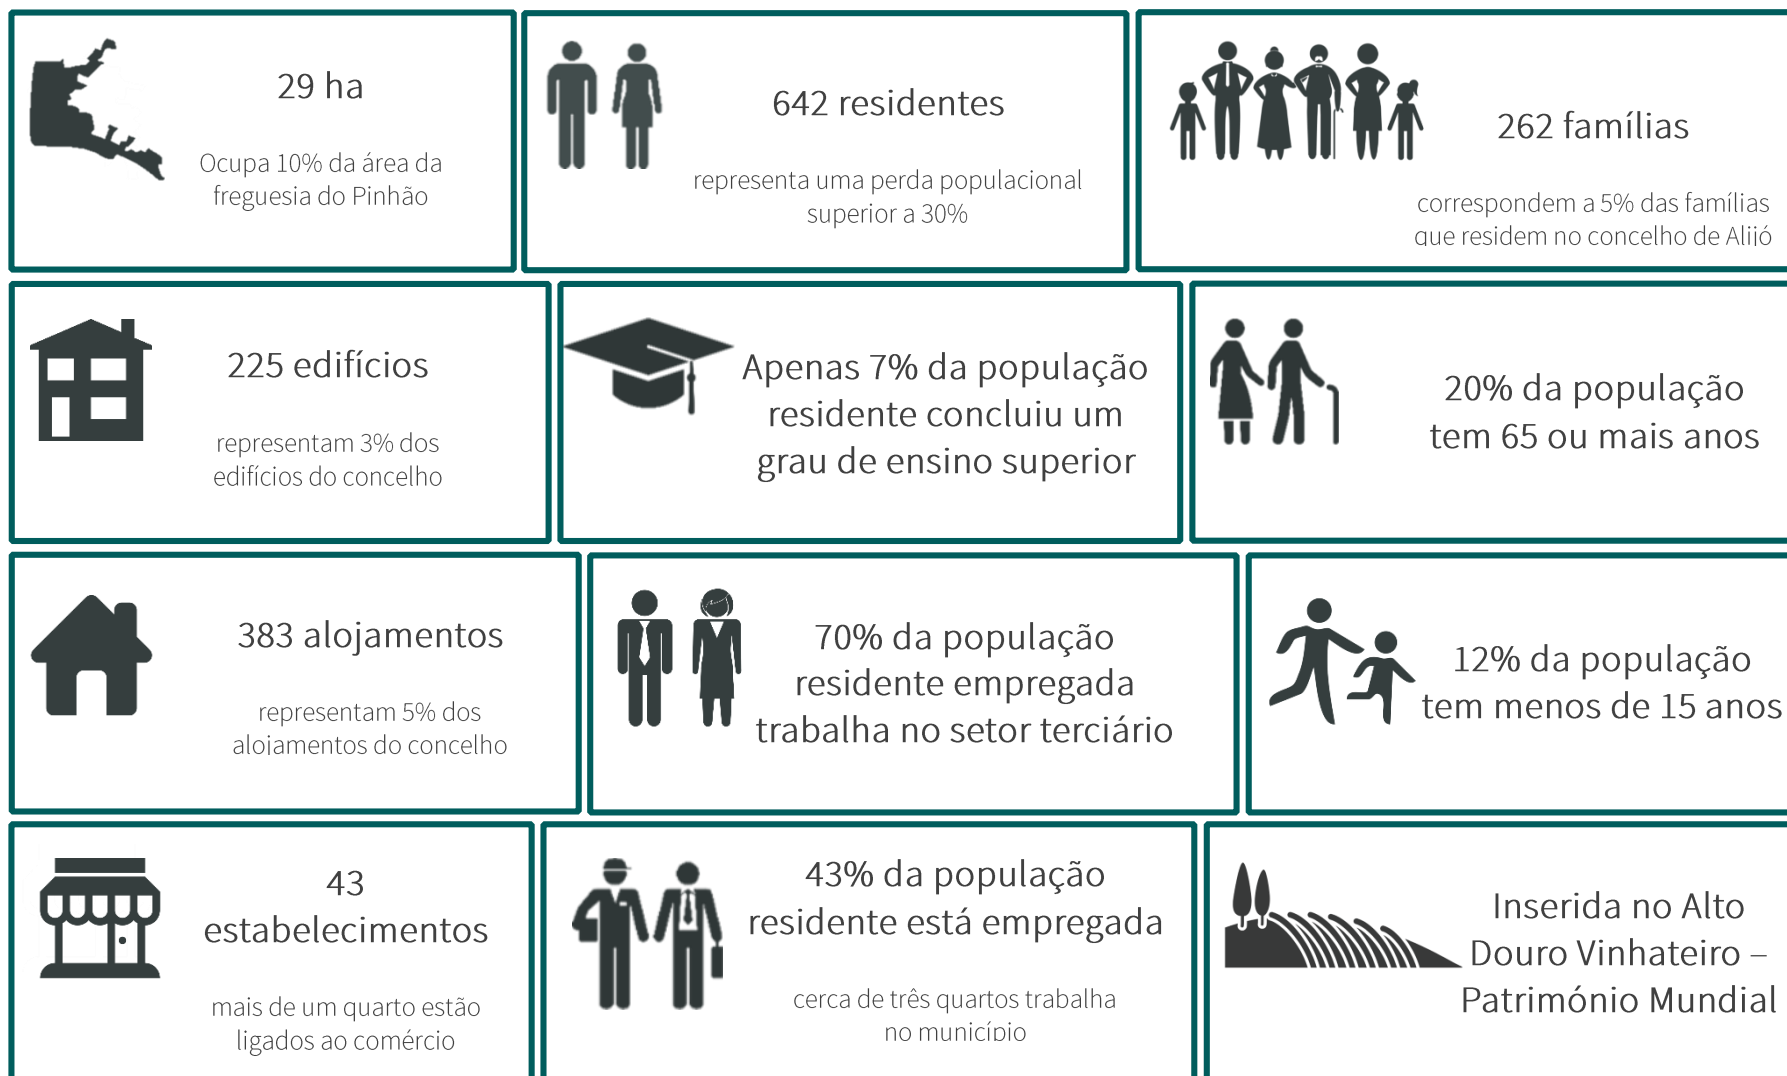 29 ha
Ocupa 10% da área da
freguesia do Pinhão
642 residentes
representa uma perda populacional
superior a 30%
262 famílias
correspondem a 5% das famílias
que residem no concelho de Alijó
225 edifícios
representam 3% dos
edifícios do concelho
Apenas 7% da população
residente concluiu um
grau de ensino superior
20% da população
tem 65 ou mais anos
383 alojamentos
representam 5% dos
alojamentos do concelho
70% da população
residente empregada
trabalha no setor terciário
12% da população
tem menos de 15 anos
43
estabelecimentos
mais de um quarto estão
ligados ao comércio
43% da população
residente está empregada
cerca de três quartos trabalha
no município
Inserida no Alto
Douro Vinhateiro –
Património Mundial